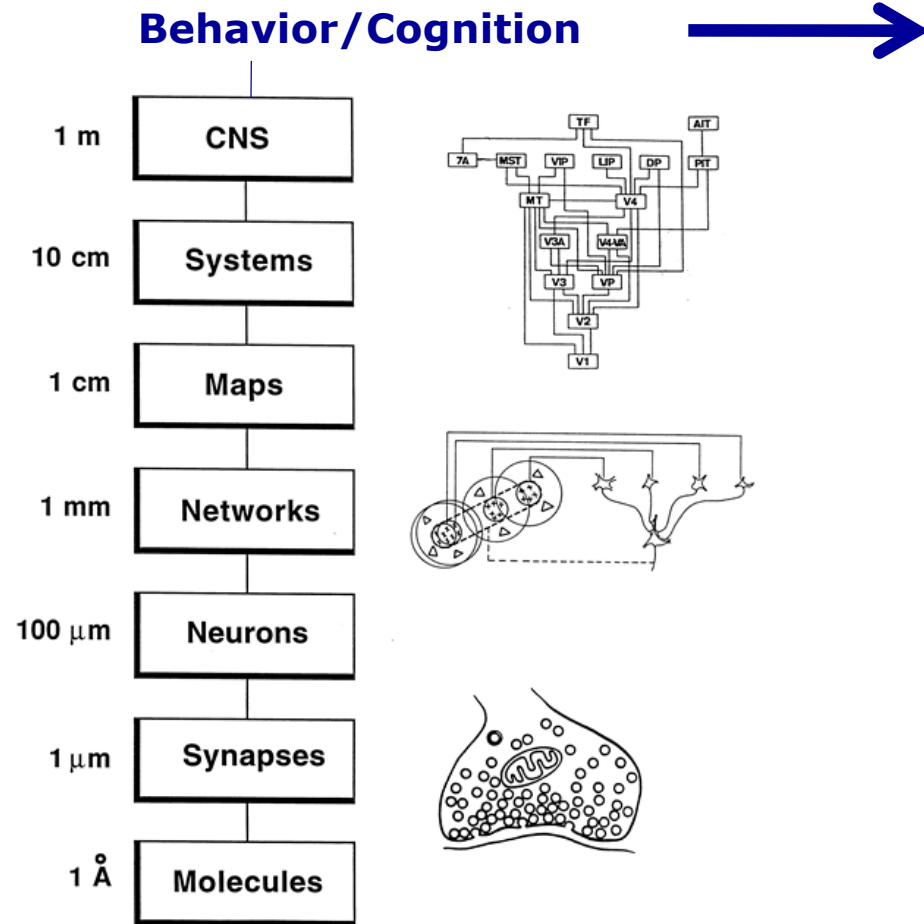 Behavior/Cognition
1 m
CNS
10 cm
Systems
1 cm
Maps
1 mm
Networks
100 μm
Neurons
1 μm
Synapses
1 Å
Molecules
TF
AIT
7A
MST
VIP
LIP
DP
PIT
MT
V4
V3A
V4-VA
V3
VP
V2
V1